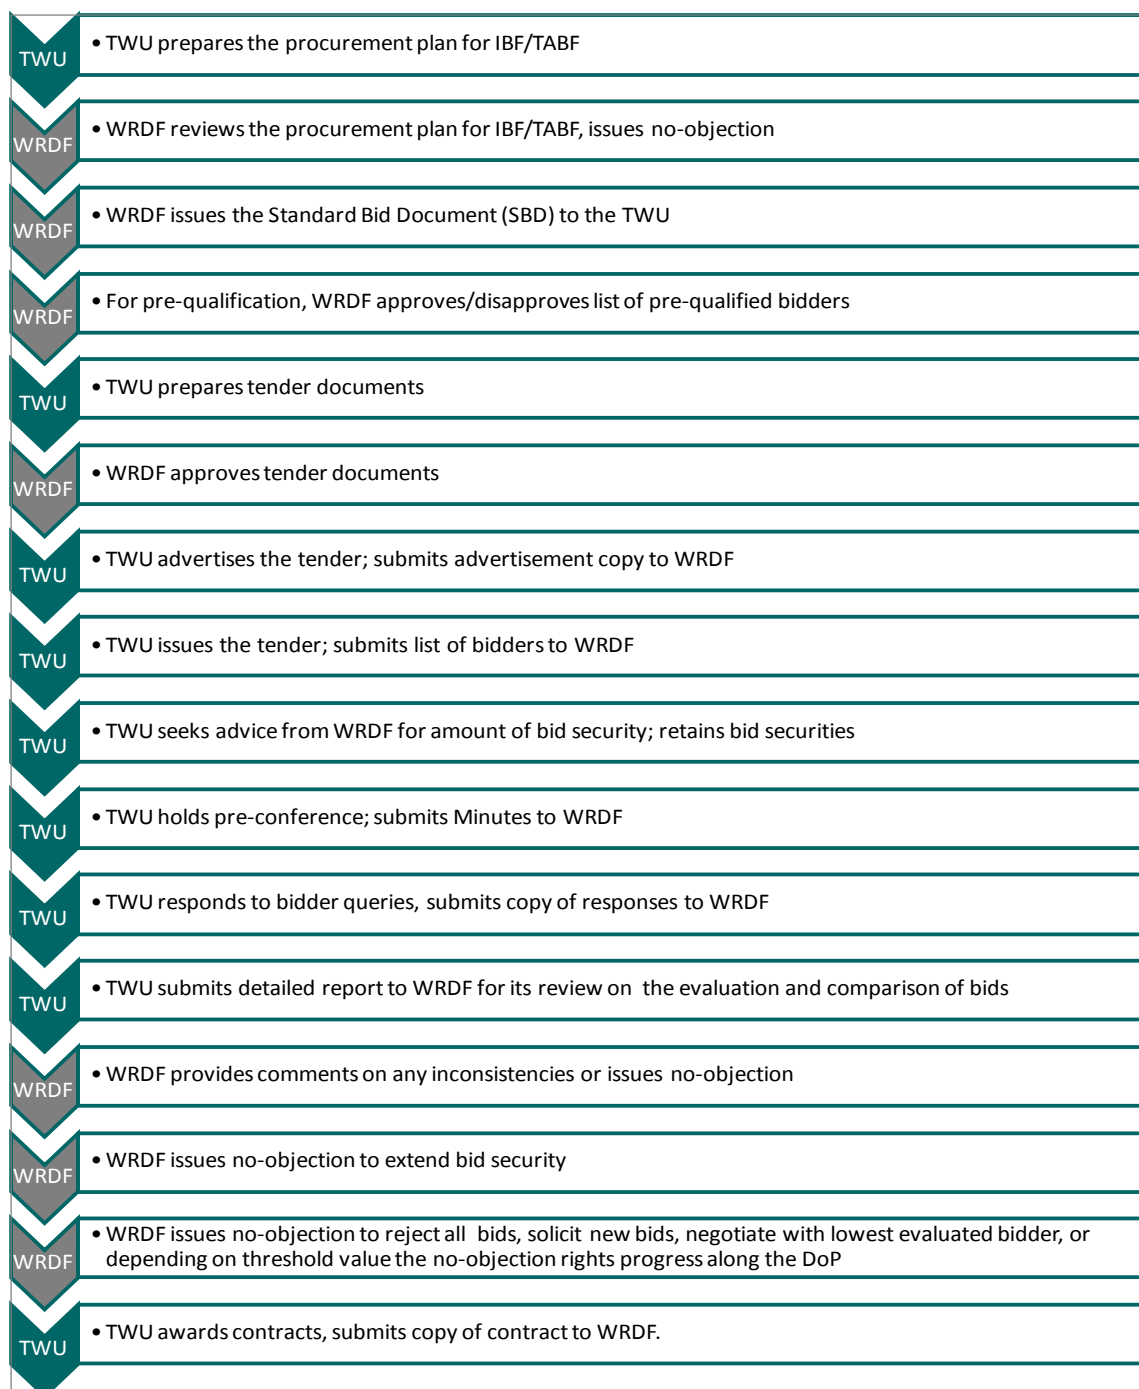 TWU
• TWU prepares the procurement plan for IBF/TABF
WRDF
• WRDF reviews the procurement plan for IBF/TABF, issues no-objection
WRDF
• WRDF issues the Standard Bid Document (SBD) to the TWU
WRDF
• For pre-qualification, WRDF approves/disapproves list of pre-qualified bidders
TWU
• TWU prepares tender documents
WRDF
• WRDF approves tender documents
TWU
• TWU advertises the tender; submits advertisement copy to WRDF
TWU
• TWU issues the tender; submits list of bidders to WRDF
TWU
• TWU seeks advice from WRDF for amount of bid security; retains bid securities
TWU
• TWU holds pre-conference; submits Minutes to WRDF
TWU
• TWU responds to bidder queries, submits copy of responses to WRDF
TWU
• TWU submits detailed report to WRDF for its review on the evaluation and comparison of bids
WRDF
• WRDF provides comments on any inconsistencies or issues no-objection
WRDF
• WRDF issues no-objection to extend bid security
WRDF
• WRDF issues no-objection to reject all bids, solicit new bids, negotiate with lowest evaluated bidder, or
depending on threshold value the no-objection rights progress along the DoP
TWU
• TWU awards contracts, submits copy of contract to WRDF.